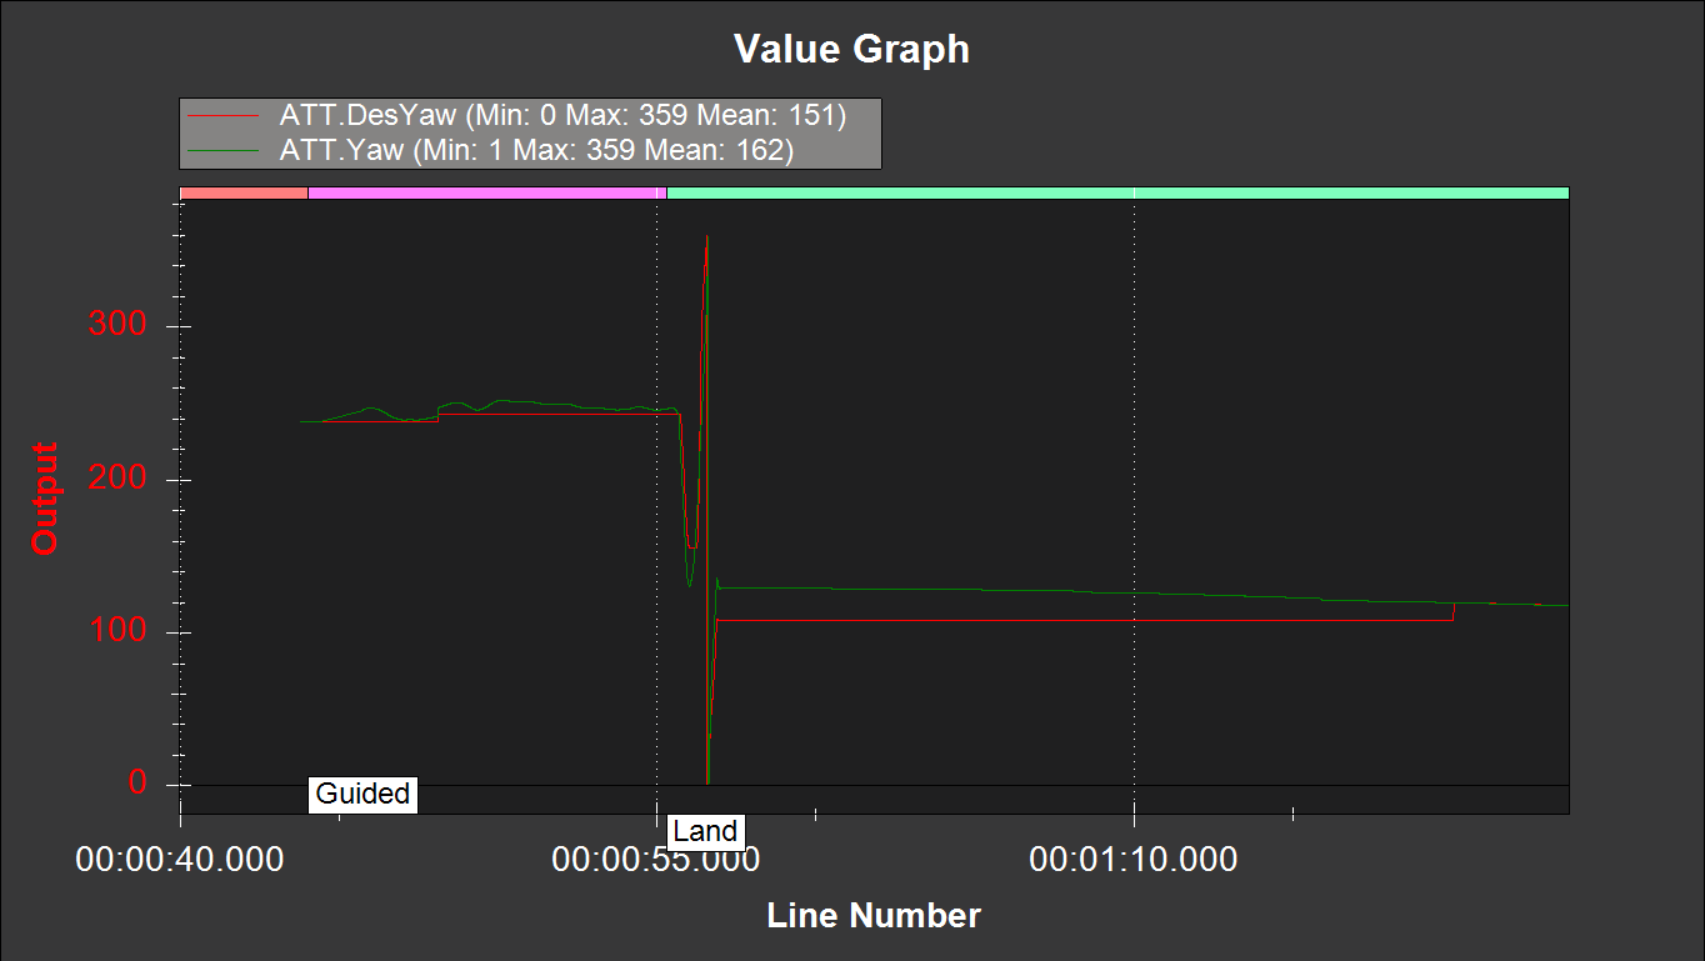 Value Graph
ATT.DesYaw (Min: 0 Max: 359 Mean: 151)
ATT.Yaw (Min: 1 Max: 359 Mean: 162)
300
200
100
0
Output
Guided
Land
00:00:40.000
00:00:55.000
00:01:10.000
Line Number